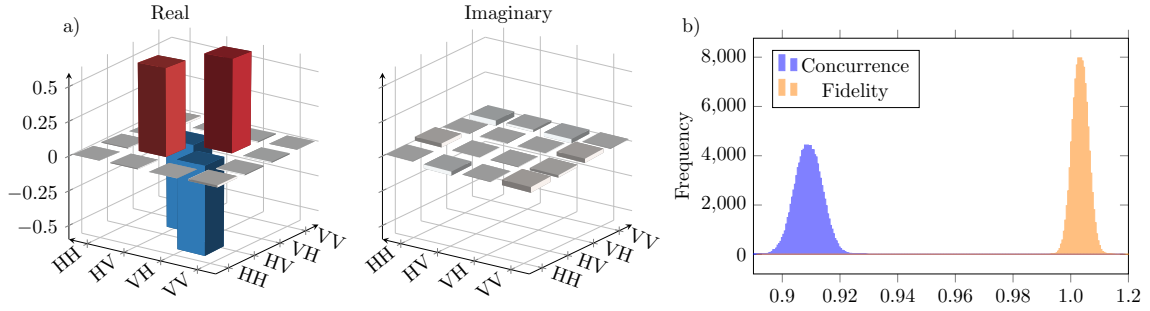 a)
Real
Imaginary
0.5
0.25
0
−0.25
−0.5
HH
HV
VH
VV
HH
HV
VH
VV
HH
HV
VH
VV
HH
HV
VH
VV
b)
Concurrence
Fidelity
Frequency
8,000
6,000
4,000
2,000
0
0.9
0.92
0.94
0.96
0.98
1.0
1.2